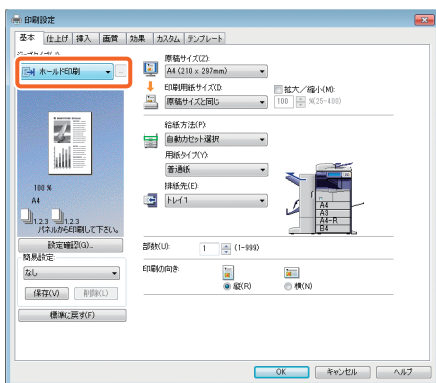 印刷設定
基本 仕上げ 挿入 画質 効果 カスタム テンプレート
ホールド印刷
原稿サイズ(Z):
A4 (210 x 297mm)
印刷用紙サイズ(I):
原稿サイズと同じ
拡大/縮小(M):
100 %(25-400)
給紙方法(P):
自動カセット選択
用紙タイプ(Y):
普通紙
排紙先(E):
トレイ1
100 %
A4
1.2.3 1.2.3
パネルから印刷して下さい。
設定確認(G)...
簡易設定:
なし
保存(V) 削除(L)
標準に戻す(F)
A4
A3
A4-R
B4
部数(U): 1 (1-999)
印刷の向き:
縦(R) 横(N)
OK キャンセル ヘルプ